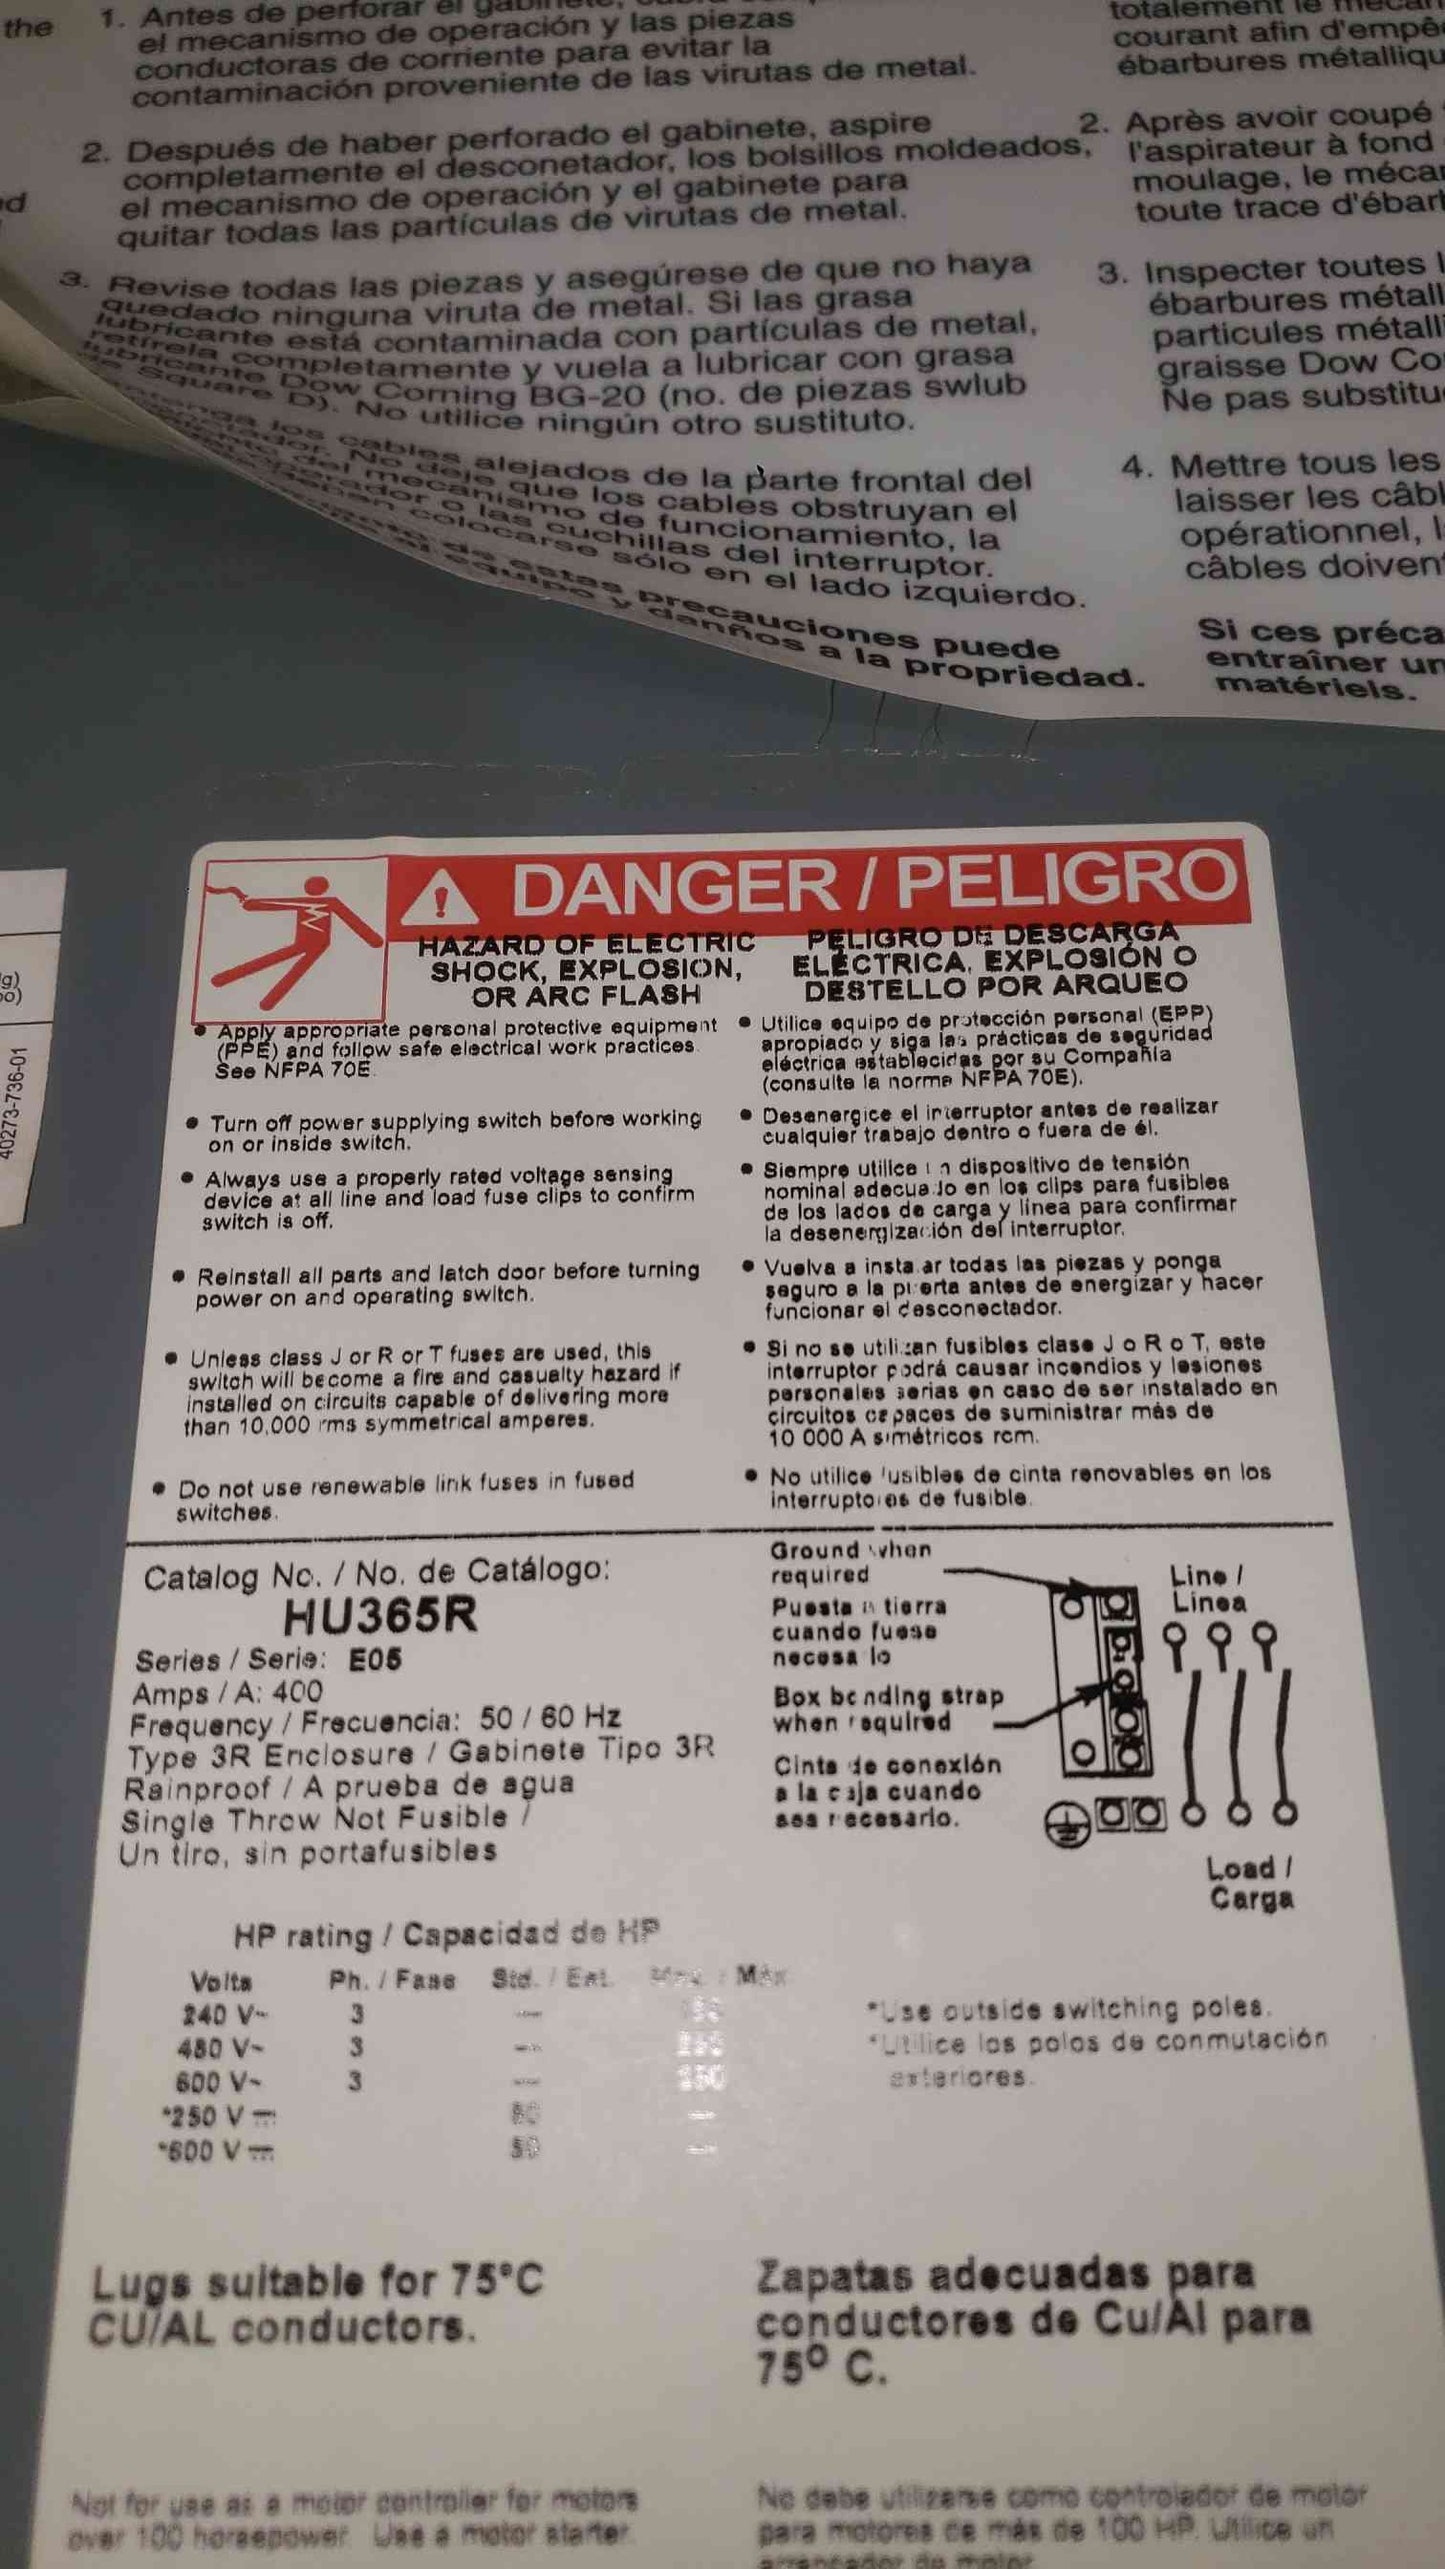 the
1. Antes de perforar el
el mecanismo de operación y las piezas
conductoras de corriente para evitar la
contaminación proveniente de las virutas de metal.
2. Después de haber perforado el gabinete, aspire
completamente el desconetador, los bolsillos moldeados,
el mecanismo de operación y el gabinete para
quitar todas las partículas de virutas de metal.
3. Revise todas las piezas y asegúrese de que no haya
quedado ninguna viruta de metal. Si las grasa
lubricante está contaminada con partículas de metal,
retírela completamente y vuela a lubricar con grasa
lubricante Dow Corning BG-20 (no. de piezas swlub
Square D). No utilice ningún otro sustituto.
los cables alejados de la parte frontal del
No deje que los cables obstruyan el
del mecanismo de funcionamiento, la
o las cuchillas del interruptor.
colocarse sólo en el lado izquierdo.
de estas precauciones puede
equipo y danños a la propiedad.
totalement le
courant afin d'empê
ébarbures métalliqu
2. Après avoir coupé
l'aspirateur à fond
moulage, le méca
toute trace d'ébar
3. Inspecter toutes l
ébarbures métall
particules métalli
graisse Dow Co
Ne pas substitu
4. Mettre tous les
laisser les câbl
opérationnel, l
câbles doivent
Si ces préca
entraîner un
matériels.
40273-736-01
DANGER / PELIGRO
HAZARD OF ELECTRIC
SHOCK, EXPLOSION,
OR ARC FLASH
• Apply appropriate personal protective equipment
(PPE) and follow safe electrical work practices.
See NFPA 70E.
• Turn off power supplying switch before working
on or inside switch.
• Always use a properly rated voltage sensing
device at all line and load fuse clips to confirm
switch is off.
• Reinstall all parts and latch door before turning
power on and operating switch.
• Unless class J or R or T fuses are used, this
switch will become a fire and casualty hazard if
installed on circuits capable of delivering more
than 10,000 rms symmetrical amperes.
• Do not use renewable link fuses in fused
switches.
PELIGRO DE DESCARGA
ELÉCTRICA, EXPLOSIÓN O
DESTELLO POR ARQUEO
• Utilice equipo de protección personal (EPP)
apropiado y siga las prácticas de seguridad
eléctrica establecidas por su Compañía
(consulte la norma NFPA 70E).
• Desenergice el interruptor antes de realizar
cualquier trabajo dentro o fuera de él.
• Siempre utilice un dispositivo de tensión
nominal adecuado en los clips para fusibles
de los lados de carga y línea para confirmar
la desenergización del interruptor.
• Vuelva a instalar todas las piezas y ponga
seguro a la puerta antes de energizar y hacer
funcionar el desconectador.
• Si no se utilizan fusibles clase J o R o T, este
interruptor podrá causar incendios y lesiones
personales serias en caso de ser instalado en
circuitos capaces de suministrar más de
10 000 A simétricos rcm.
• No utilice fusibles de cinta renovables en los
interruptores de fusible.
Catalog No. / No. de Catálogo:
HU365R
Series / Serie: E05
Amps / A: 400
Frequency / Frecuencia: 50 / 60 Hz
Type 3R Enclosure / Gabinete Tipo 3R
Rainproof / A prueba de agua
Single Throw Not Fusible /
Un tiro, sin portafusibles
Ground when
required
Puesta a tierra
cuando fuese
necesario
Box bonding strap
when required
Cinta de conexión
a la caja cuando
sea necesario.
Line /
Línea
Load /
Carga
HP rating / Capacidad de HP
Volts Ph. / Fase Std. / Est. Max. / Máx
240 V~ 3 —
480 V~ 3 —
600 V~ 3 —
*250 V —
*600 V 50 —
*Use outside switching poles.
*Utilice los polos de conmutación
exteriores.
Lugs suitable for 75°C
CU/AL conductors.
Zapatas adecuadas para
conductores de Cu/Al para
75° C.
Not for use as a motor controller for motors
over 100 horsepower. Use a motor starter.
No debe utilizarse como controlador de motor
para motores de más de 100 HP. Utilice un
arrancador de motor